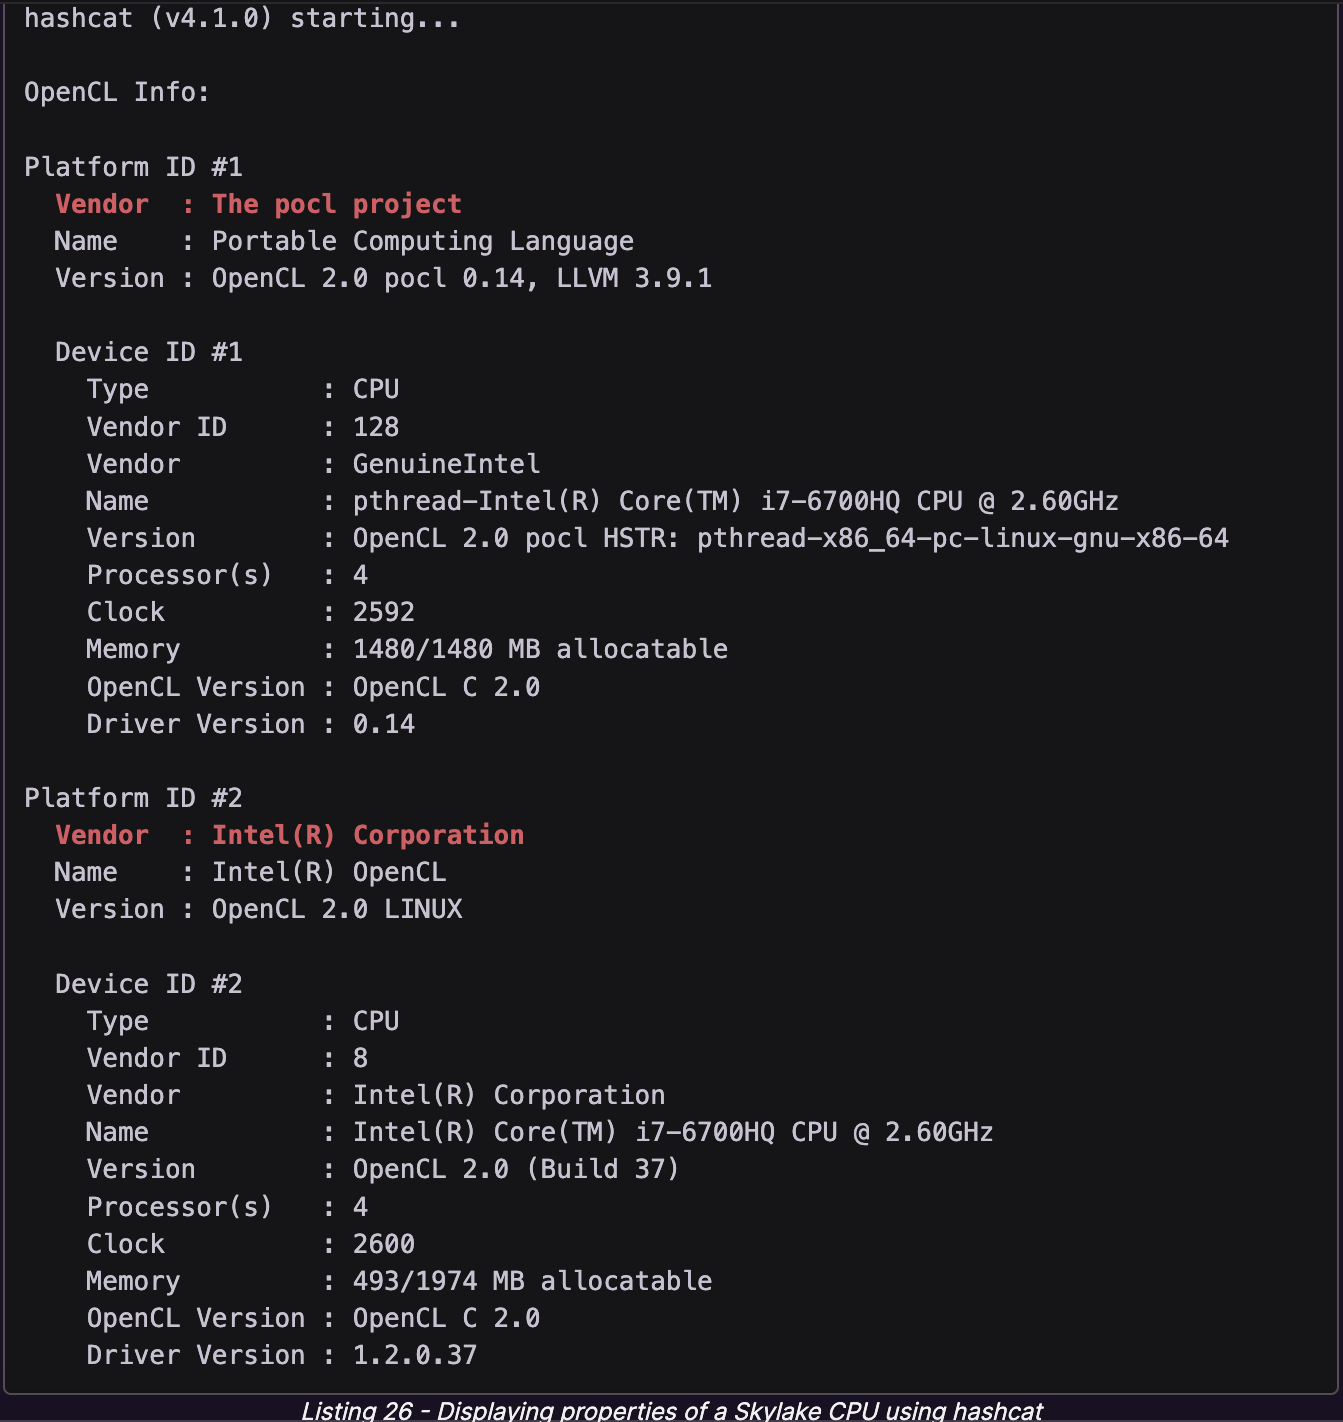 hashcat (v4.1.0) starting...
OpenCL Info:
Platform ID #1
Vendor : The pocl project
Name : Portable Computing Language
Version : OpenCL 2.0 pocl 0.14, LLVM 3.9.1
Device ID #1
Type : CPU
Vendor ID : 128
Vendor : GenuineIntel
Name : pthread-Intel(R) Core(TM) i7-6700HQ CPU @ 2.60GHz
Version : OpenCL 2.0 pocl HSTR: pthread-x86_64-pc-linux-gnu-x86-64
Processor(s) : 4
Clock : 2592
Memory : 1480/1480 MB allocatable
OpenCL Version : OpenCL C 2.0
Driver Version : 0.14
Platform ID #2
Vendor : Intel(R) Corporation
Name : Intel(R) OpenCL
Version : OpenCL 2.0 LINUX
Device ID #2
Type : CPU
Vendor ID : 8
Vendor : Intel(R) Corporation
Name : Intel(R) Core(TM) i7-6700HQ CPU @ 2.60GHz
Version : OpenCL 2.0 (Build 37)
Processor(s) : 4
Clock : 2600
Memory : 493/1974 MB allocatable
OpenCL Version : OpenCL C 2.0
Driver Version : 1.2.0.37
Listing 26 - Displaying properties of a Skylake CPU using hashcat